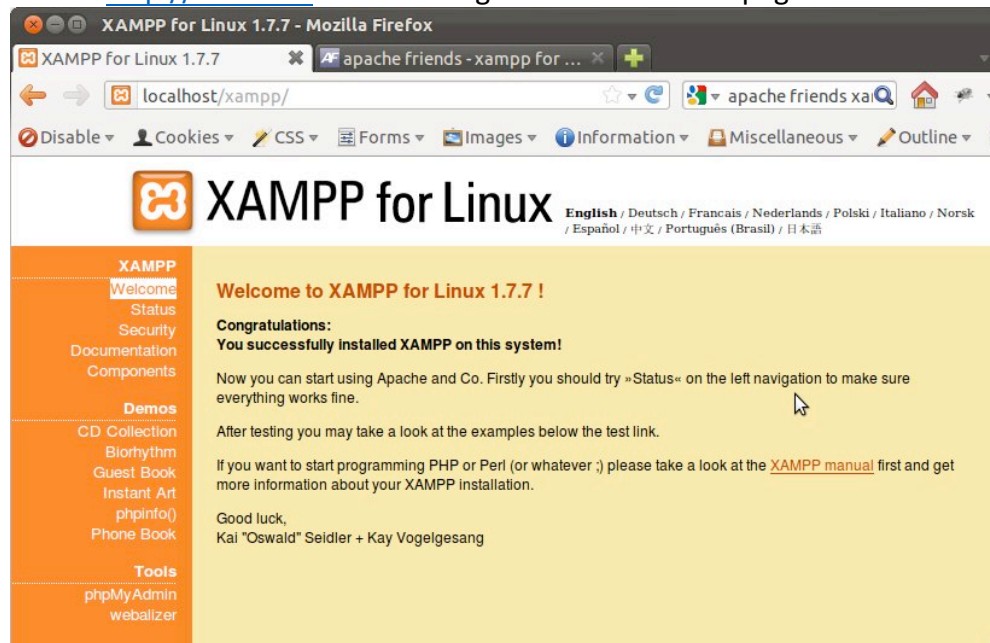 XAMPP for Linux 1.7.7 - Mozilla Firefox
XAMPP for Linux 1.7.7 apache friends - xampp for ...
localhost/xampp/ apache friends xa
Disable Cookies CSS Forms Images Information Miscellaneous Outline
XAMPP for Linux
English / Deutsch / Francais / Nederlands / Polski / Italiano / Norsk
/ Español / 中文 / Português (Brasil) / 日本語
XAMPP
Welcome
Status
Security
Documentation
Components
Demos
CD Collection
Biorhythm
Guest Book
Instant Art
phpinfo()
Phone Book
Tools
phpMyAdmin
webalizer
Welcome to XAMPP for Linux 1.7.7 !
Congratulations:
You successfully installed XAMPP on this system!
Now you can start using Apache and Co. Firstly you should try »Status« on the left navigation to make sure
everything works fine.
After testing you may take a look at the examples below the test link.
If you want to start programming PHP or Perl (or whatever ;) please take a look at the XAMPP manual first and get
more information about your XAMPP installation.
Good luck,
Kai "Oswald" Seidler + Kay Vogelgesang